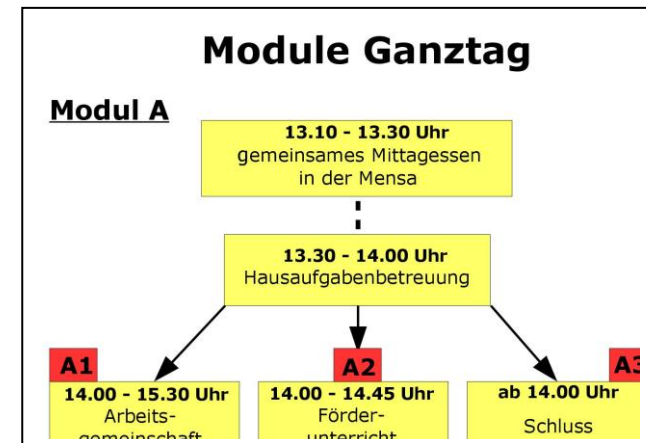 Module Ganztag
Modul A
13.10 - 13.30 Uhr
gemeinsames Mittagessen
in der Mensa
13.30 - 14.00 Uhr
Hausaufgabenbetreuung
A1
A2
A3
14.00 - 15.30 Uhr
Arbeits-
gemeinschaft
14.00 - 14.45 Uhr
Förder-
unterricht
ab 14.00 Uhr
Schluss